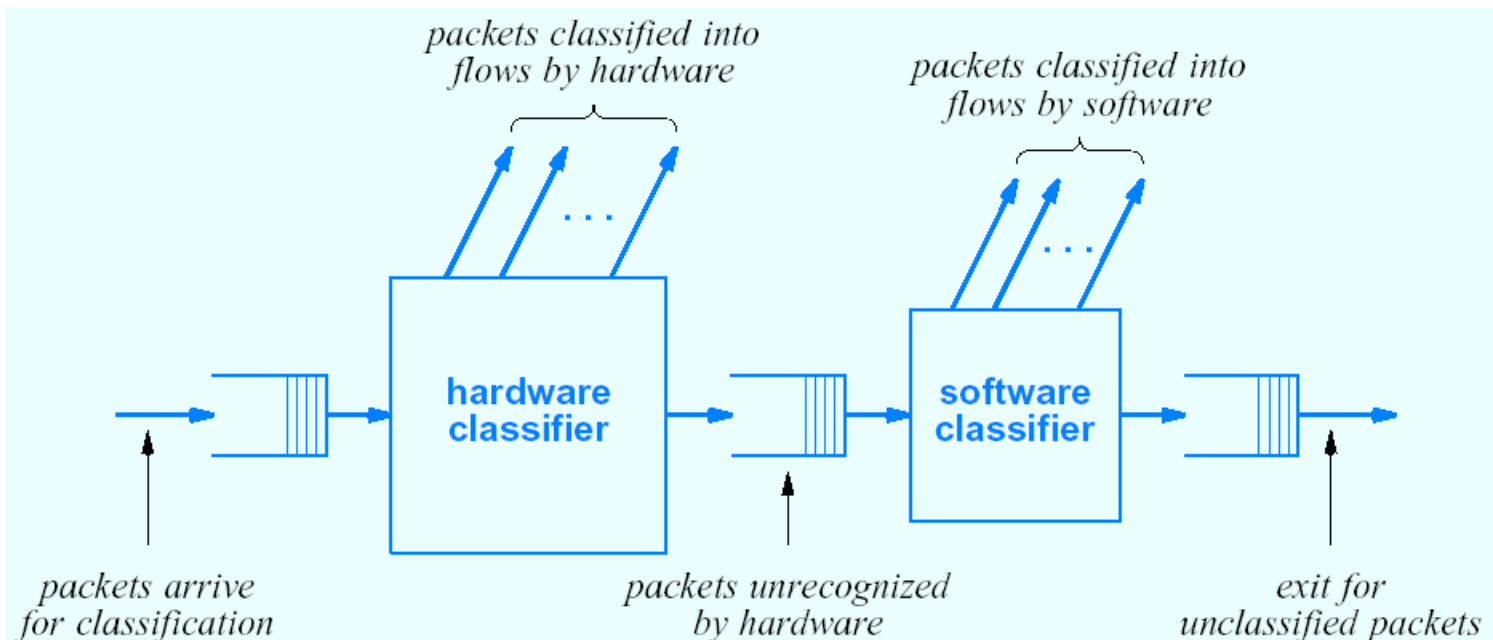 packets classified into
flows by hardware
packets classified into
flows by software
. . .
. . .
hardware
classifier
software
classifier
packets arrive
for classification
packets unrecognized
by hardware
exit for
unclassified packets